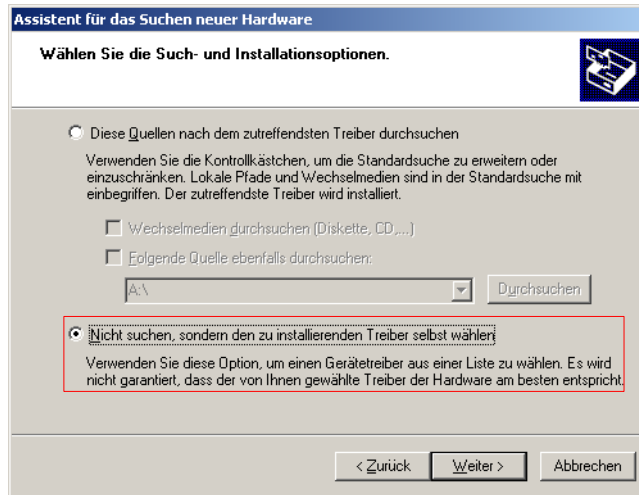 Assistent für das Suchen neuer Hardware
Wählen Sie die Such- und Installationsoptionen.
Diese Quellen nach dem zutreffendsten Treiber durchsuchen
Verwenden Sie die Kontrollkästchen, um die Standardsuche zu erweitern oder
einzuschränken. Lokale Pfade und Wechselmedien sind in der Standardsuche mit
einbegriffen. Der zutreffendste Treiber wird installiert.
Wechselmedien durchsuchen (Diskette, CD,...)
Folgende Quelle ebenfalls durchsuchen:
A:\
Durchsuchen
Nicht suchen, sondern den zu installierenden Treiber selbst wählen
Verwenden Sie diese Option, um einen Gerätetreiber aus einer Liste zu wählen. Es wird
nicht garantiert, dass der von Ihnen gewählte Treiber der Hardware am besten entspricht.
< Zurück
Weiter >
Abbrechen